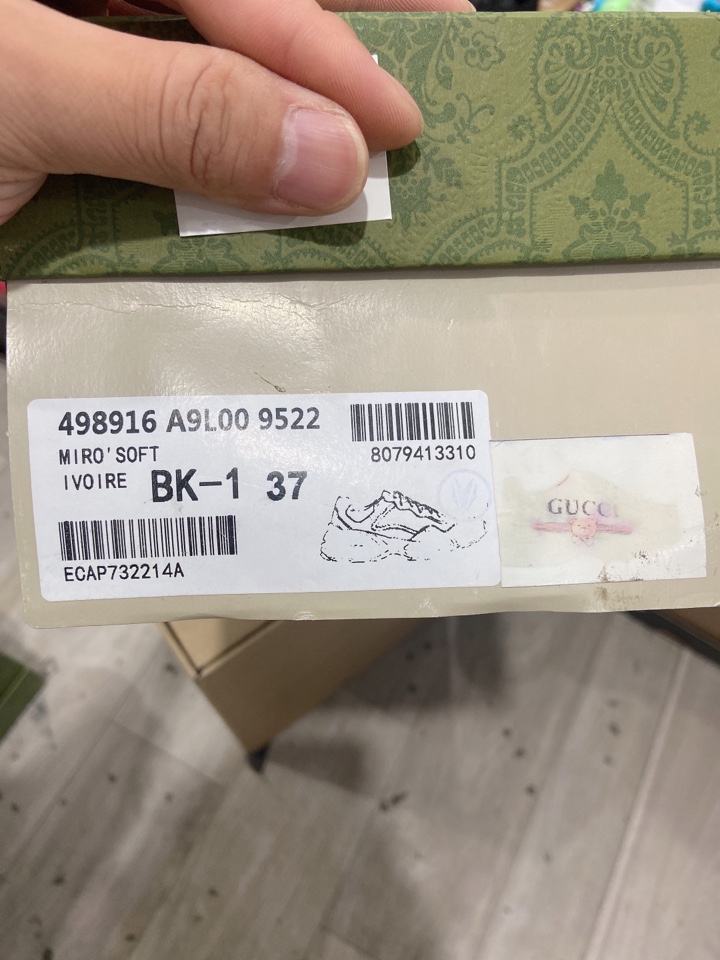 498916 A9L00 9522
8079413310
MIRO'SOFT
IVOIRE BK-1 37
ECAP732214A
GUCCI